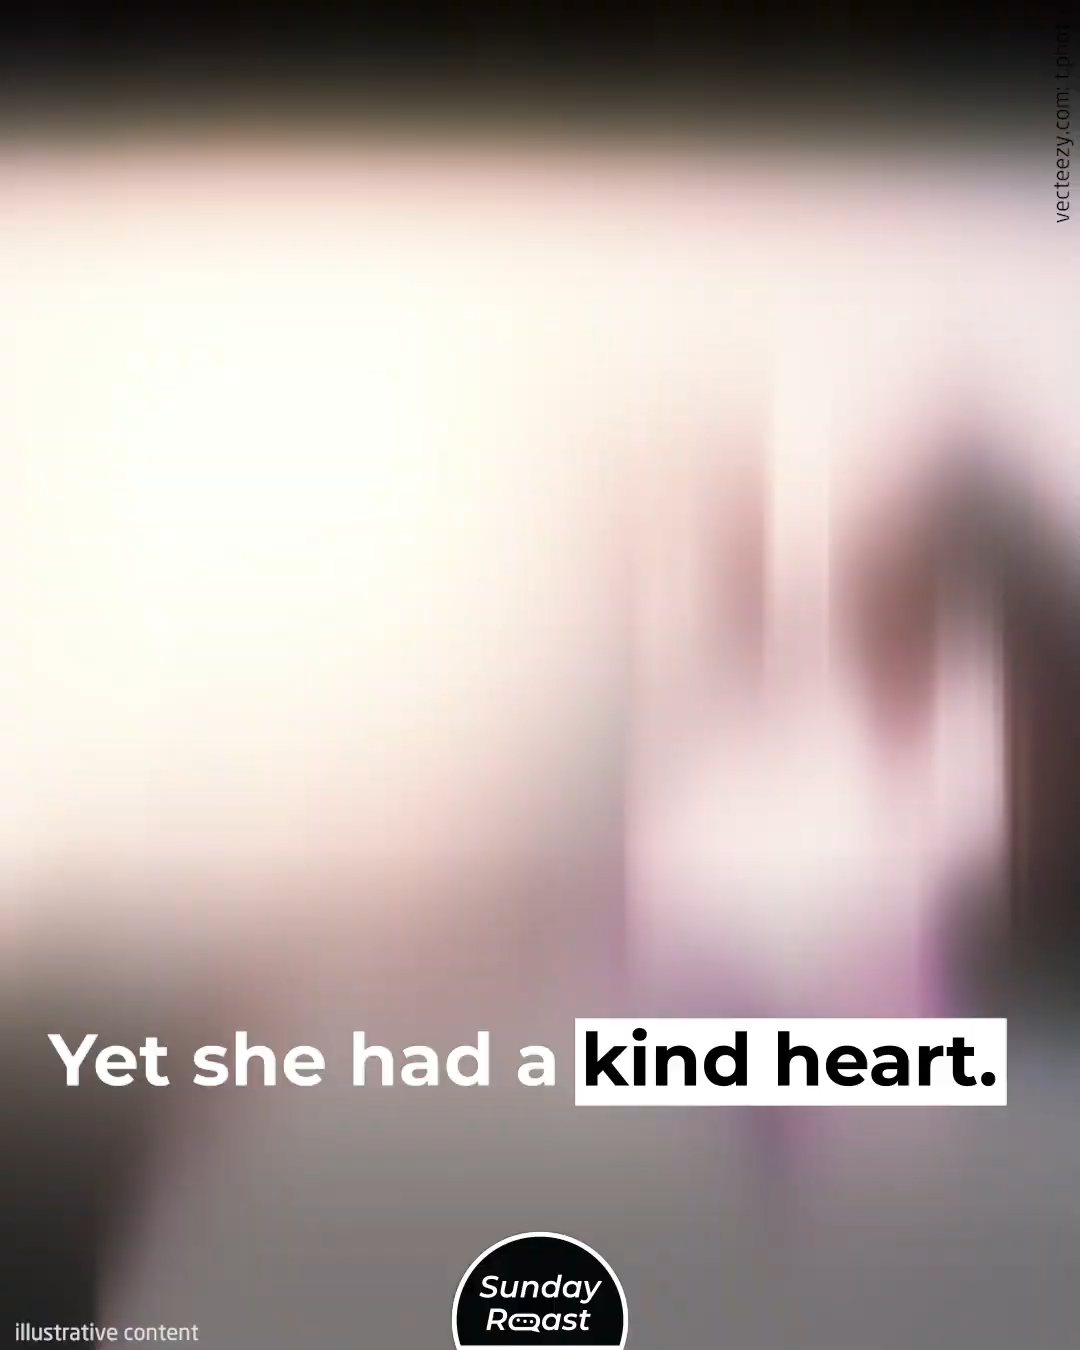 vecteezy.com:
Yet she had a kind heart.
Sunday
Roast
illustrative content